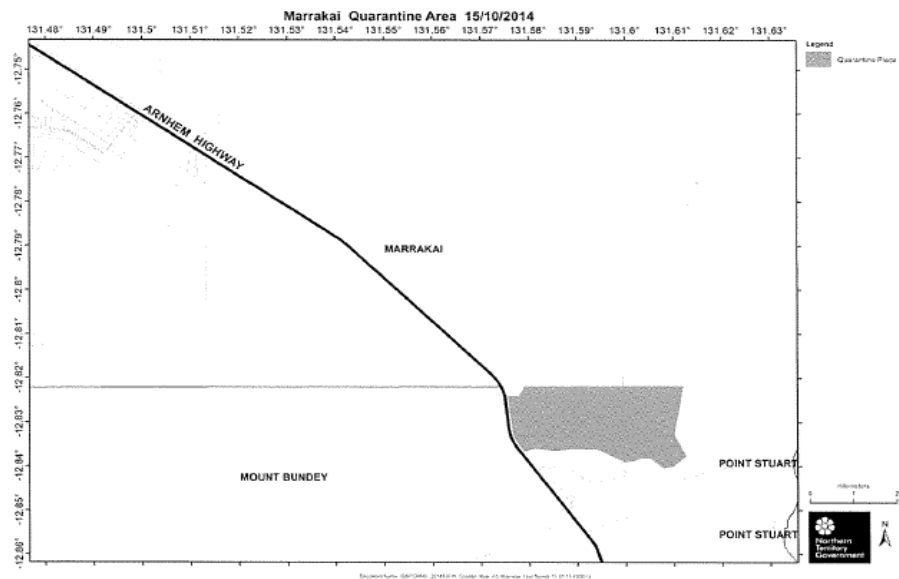 Marrakai Quarantine Area 15/10/2014
131.48° 131.49° 131.5° 131.51° 131.52° 131.53° 131.54° 131.55° 131.56° 131.57° 131.58° 131.59° 131.6° 131.61° 131.62° 131.63°
Legend
Quarantine Place
-12.75°
-12.76°
-12.77°
-12.78°
-12.79°
-12.8°
-12.81°
-12.82°
-12.83°
-12.84°
-12.85°
-12.86°
ARNHEM HIGHWAY
MARRAKAI
MOUNT BUNDEY
POINT STUART
POINT STUART
Kilometers
0 1 2
Northern
Territory
Government
N